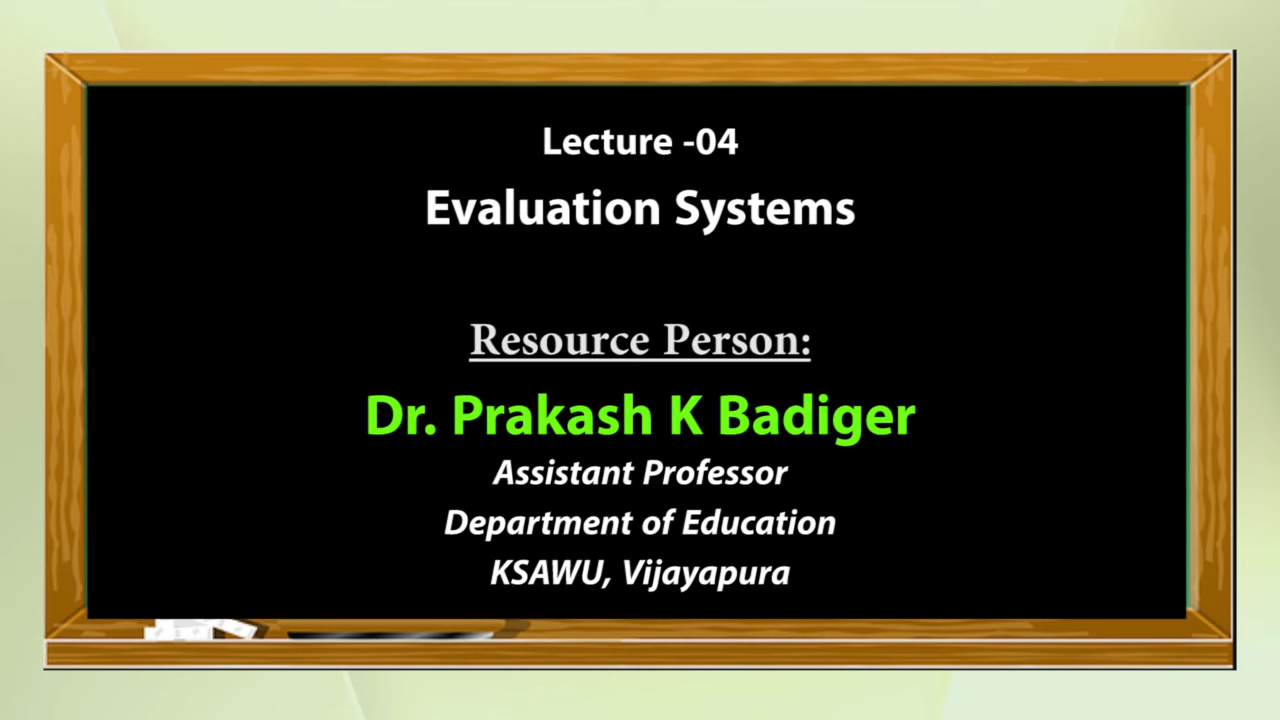 Lecture -04
Evaluation Systems
Resource Person:
Dr. Prakash K Badiger
Assistant Professor
Department of Education
KSAWU, Vijayapura